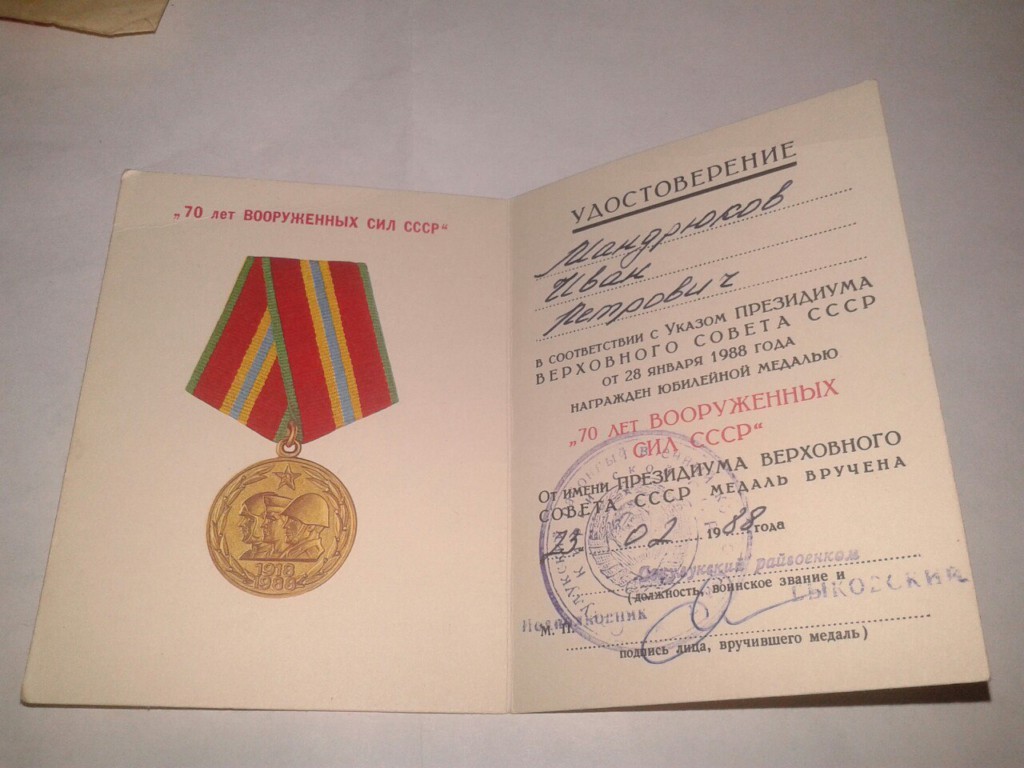 „70 лет ВООРУЖЕННЫХ СИЛ СССР“
1918
1988
УДОСТОВЕРЕНИЕ
Мандрюков
Иван
Петрович
В СООТВЕТСТВИИ С УКАЗОМ ПРЕЗИДИУМА
ВЕРХОВНОГО СОВЕТА СССР
ОТ 28 ЯНВАРЯ 1988 ГОДА
НАГРАЖДЕН ЮБИЛЕЙНОЙ МЕДАЛЬЮ
„70 ЛЕТ ВООРУЖЕННЫХ
СИЛ СССР“
ОТ ИМЕНИ ПРЕЗИДИУМА ВЕРХОВНОГО
СОВЕТА СССР МЕДАЛЬ ВРУЧЕНА
23 02 1988 года
райвоенком
(должность, воинское звание и
ЦЫКОВСКИЙ
М. П.
подпись лица, вручившего медаль)